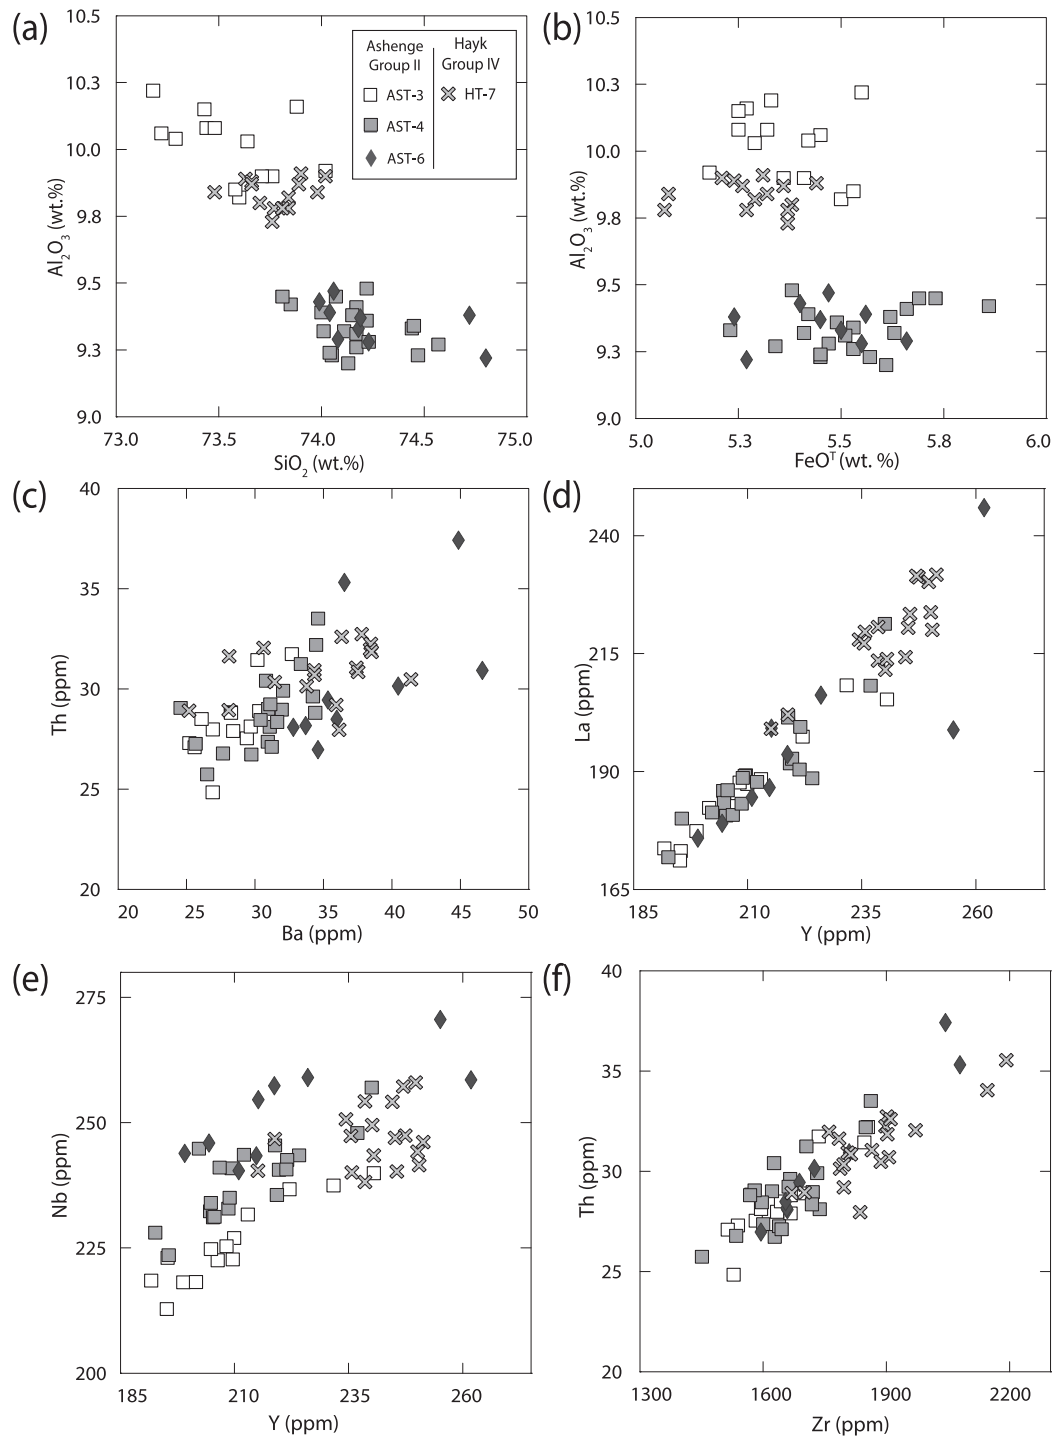 (a)
10.5
10.3
10.0
9.8
9.5
9.3
9.0
Al2O3 (wt.%)
73.0
73.5
74.0
74.5
75.0
SiO2 (wt.%)
Ashenge
Group II
Hayk
Group IV
AST-3
HT-7
AST-4
AST-6
(b)
10.5
10.3
10.0
9.8
9.5
9.3
9.0
Al2O3 (wt.%)
5.0
5.3
5.5
5.8
6.0
FeOT (wt. %)
(c)
40
35
30
25
20
Th (ppm)
20
25
30
35
40
45
50
Ba (ppm)
(d)
240
215
190
165
La (ppm)
185
210
235
260
Y (ppm)
(e)
275
250
225
200
Nb (ppm)
185
210
235
260
Y (ppm)
(f)
40
35
30
25
20
Th (ppm)
1300
1600
1900
2200
Zr (ppm)